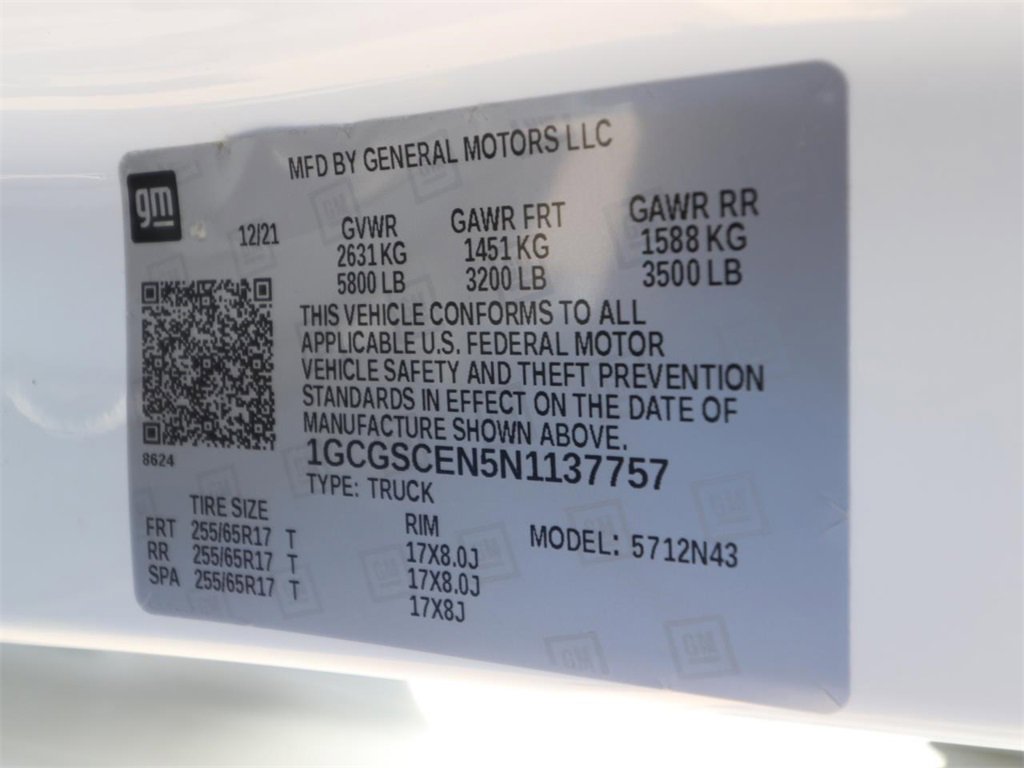 MFD BY GENERAL MOTORS LLC
gm
12/21
GVWR GAWR FRT GAWR RR
2631 KG 1451 KG 1588 KG
5800 LB 3200 LB 3500 LB
THIS VEHICLE CONFORMS TO ALL
APPLICABLE U.S. FEDERAL MOTOR
VEHICLE SAFETY AND THEFT PREVENTION
STANDARDS IN EFFECT ON THE DATE OF
MANUFACTURE SHOWN ABOVE.
8624
1GCGSCEN5N1137757
TYPE: TRUCK
TIRE SIZE RIM MODEL: 5712N43
FRT 255/65R17 T 17X8.0J
RR 255/65R17 T 17X8.0J
SPA 255/65R17 T 17X8J
GM
GM